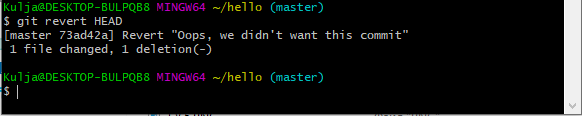 Kulja@DESKTOP-BULPQB8 MINGW64 ~/hello (master)
$ git revert HEAD
[master 73ad42a] Revert "Oops, we didn't want this commit"
 1 file changed, 1 deletion(-)

Kulja@DESKTOP-BULPQB8 MINGW64 ~/hello (master)
$